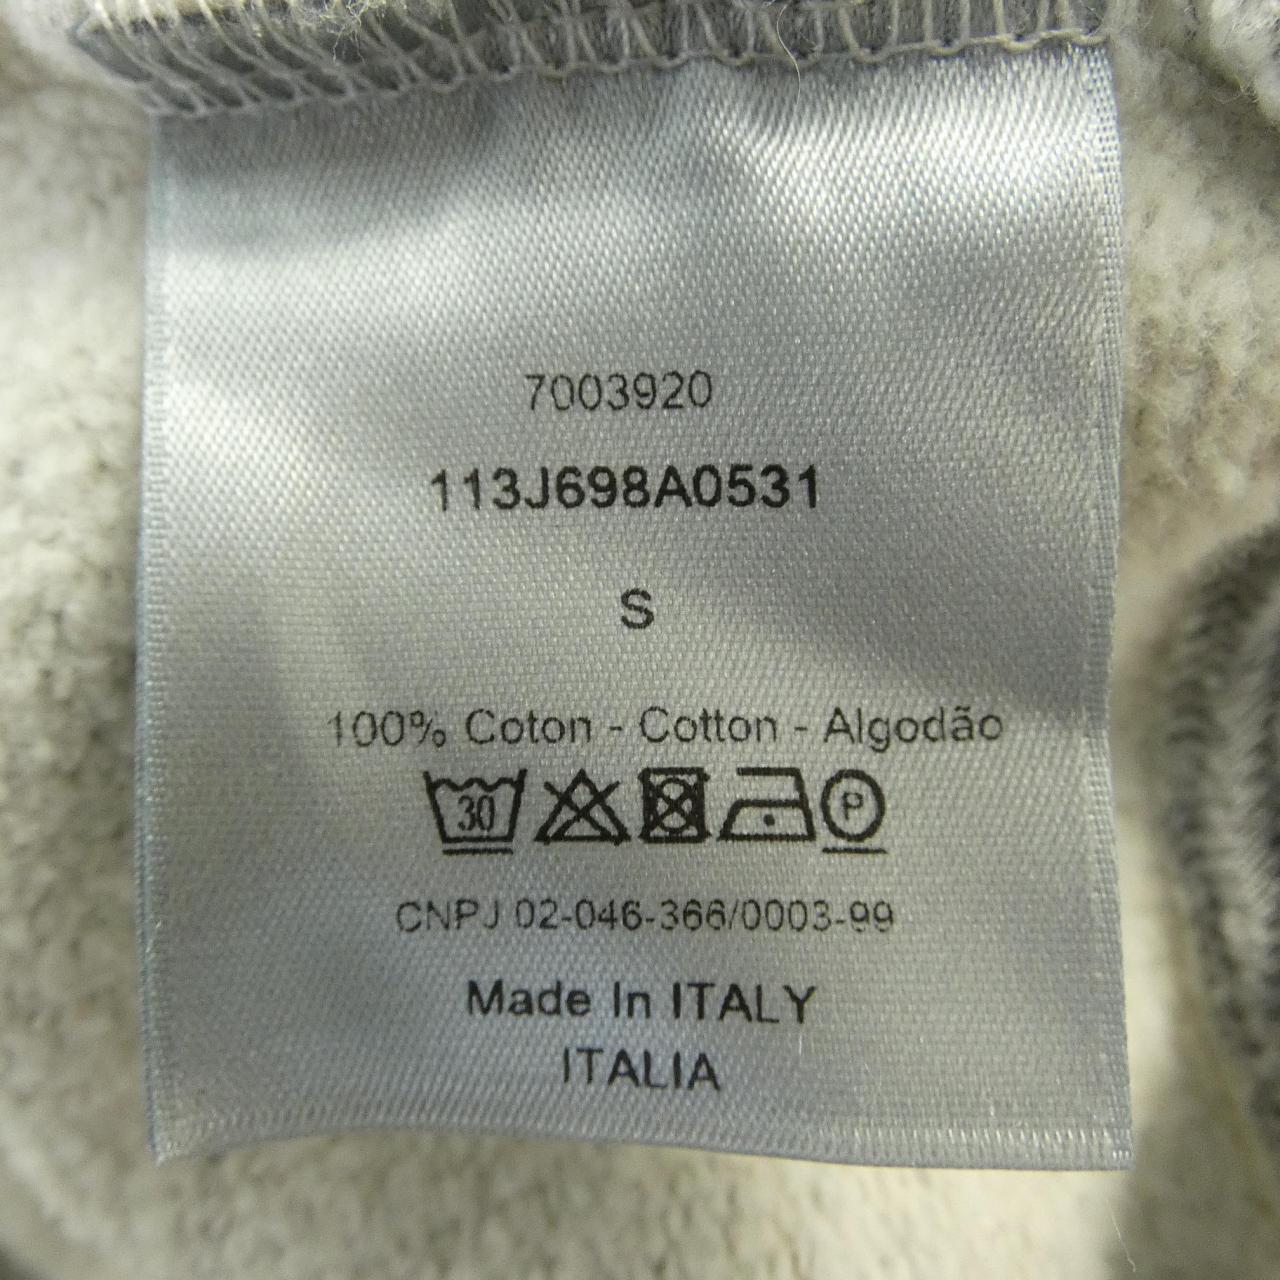 7003920
113J698A0531
S
100% Coton - Cotton - Algodão
30 P
CNPJ 02-046-366/0003-99
Made In ITALY
ITALIA